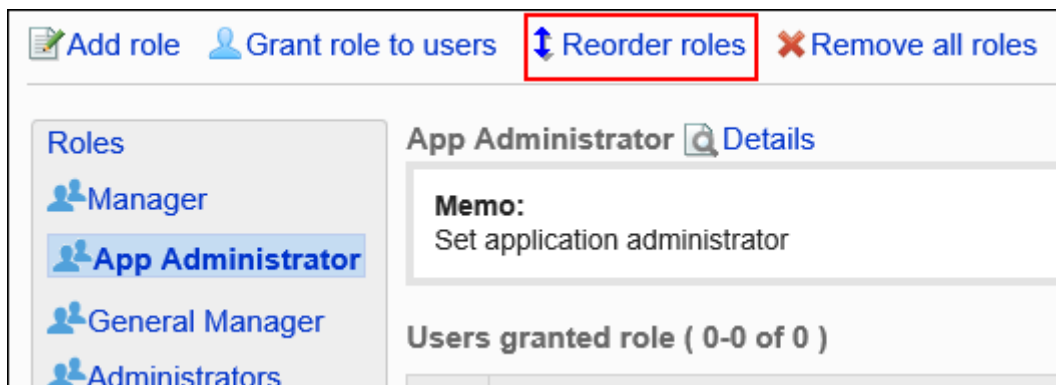 Add role Grant role to users Reorder roles Remove all roles
Roles
Manager
App Administrator
General Manager
Administrators
App Administrator Details
Memo:
Set application administrator
Users granted role ( 0-0 of 0 )